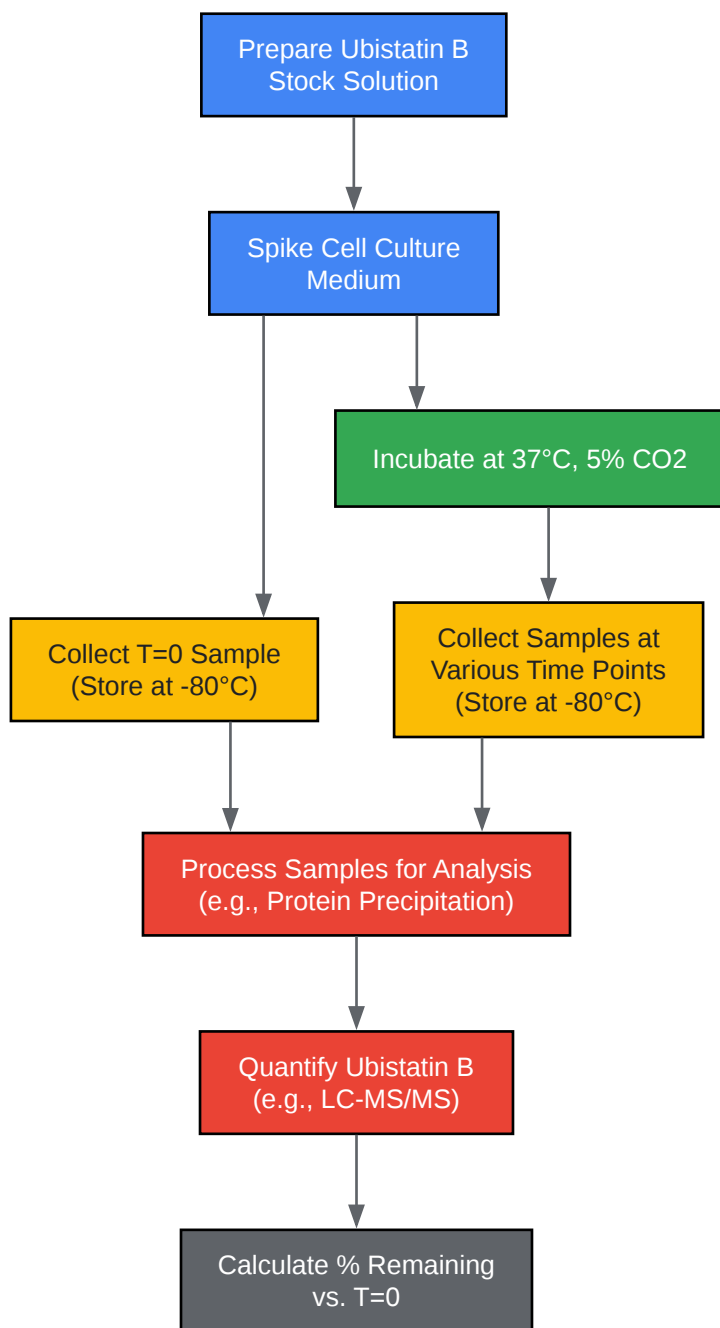 Prepare Ubistatin B
Stock Solution
Spike Cell Culture
Medium
Incubate at 37°C, 5% CO2
Collect T=0 Sample
(Store at -80°C)
Collect Samples at
Various Time Points
(Store at -80°C)
Process Samples for Analysis
(e.g., Protein Precipitation)
Quantify Ubistatin B
(e.g., LC-MS/MS)
Calculate % Remaining
vs. T=0